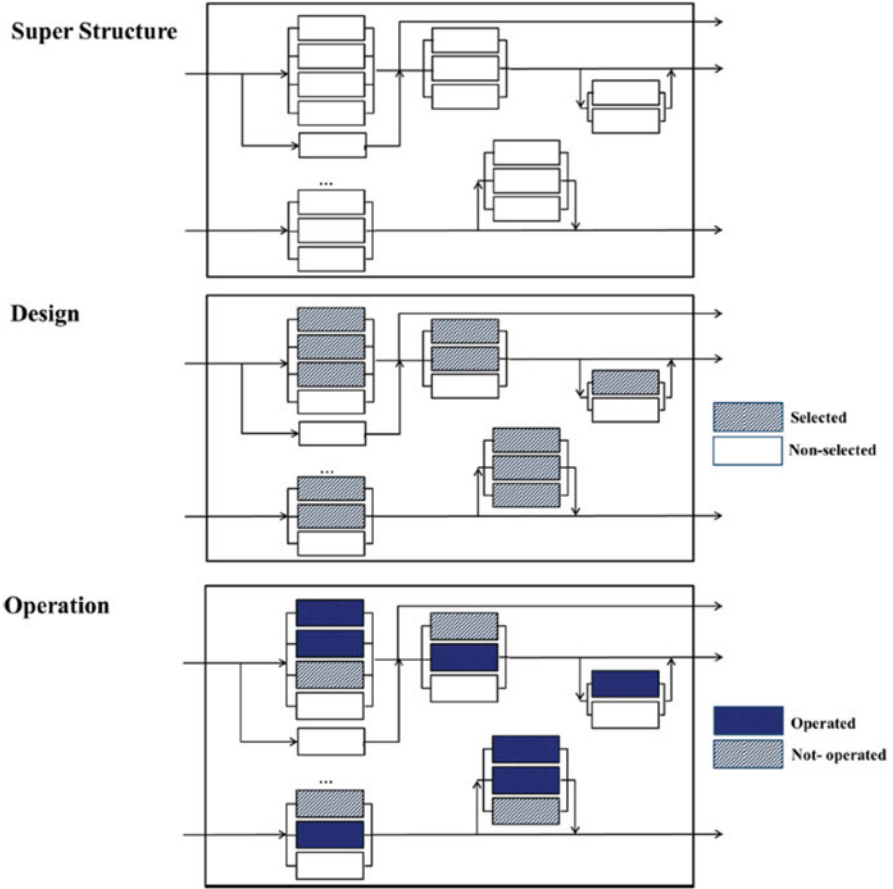 Super Structure
...
Design
...
Selected
Non-selected
Operation
...
Operated
Not- operated